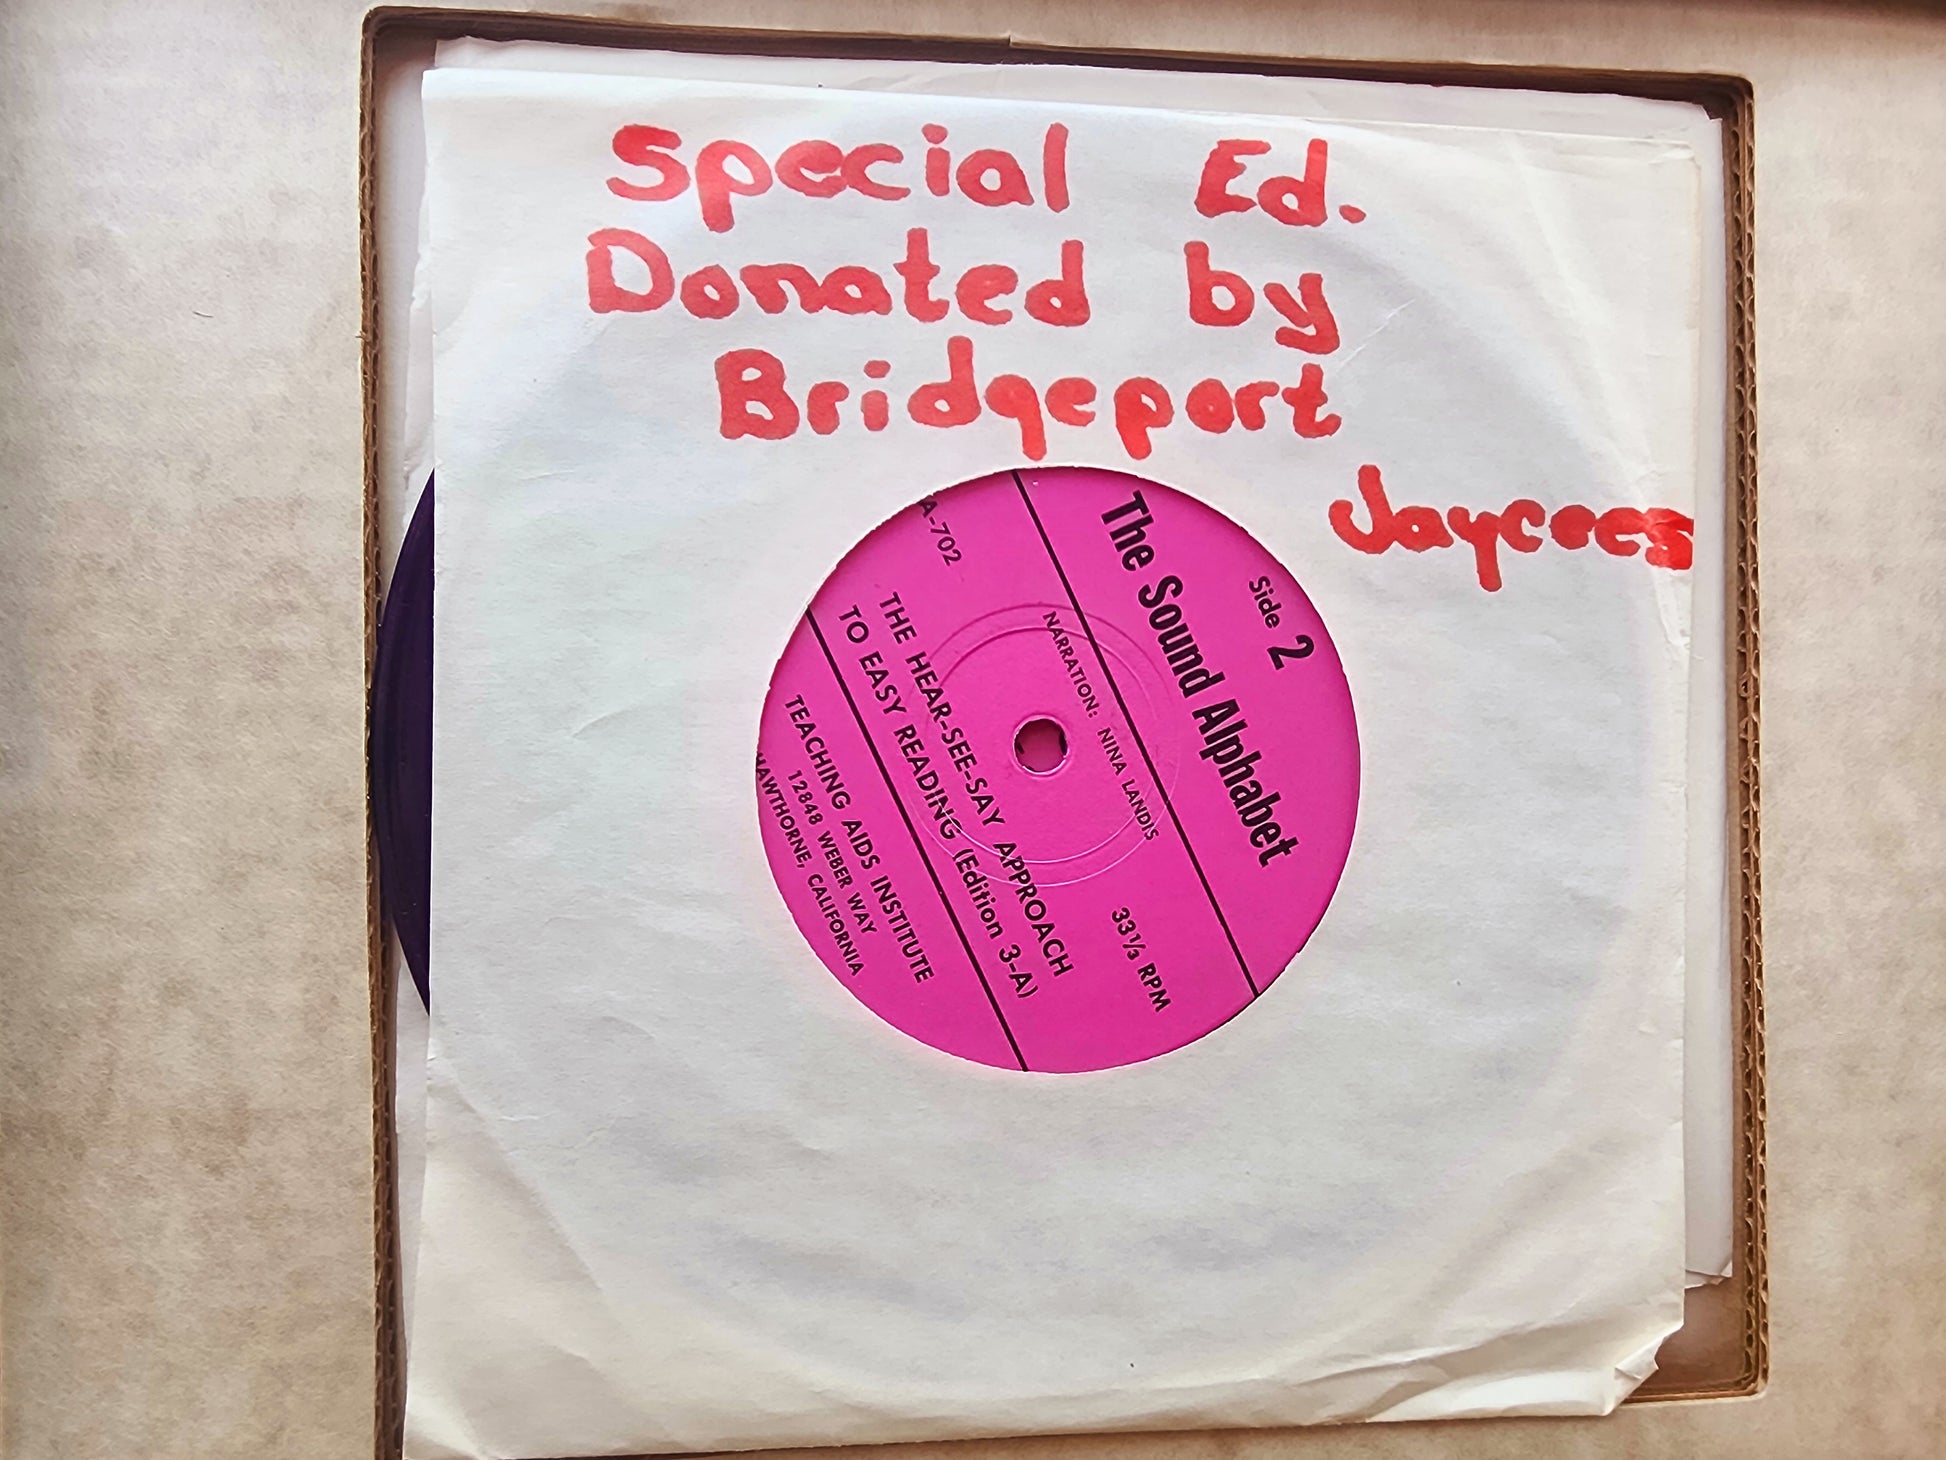 Special Ed.
Donated by
Bridgeport
Jaycees
Side 2
The Sound Alphabet
NARRATION: NINA LANDIS
33⅓ RPM
A-702
THE HEAR-SEE-SAY APPROACH
TO EASY READING (Edition 3-A)
TEACHING AIDS INSTITUTE
12848 WEBER WAY
HAWTHORNE, CALIFORNIA